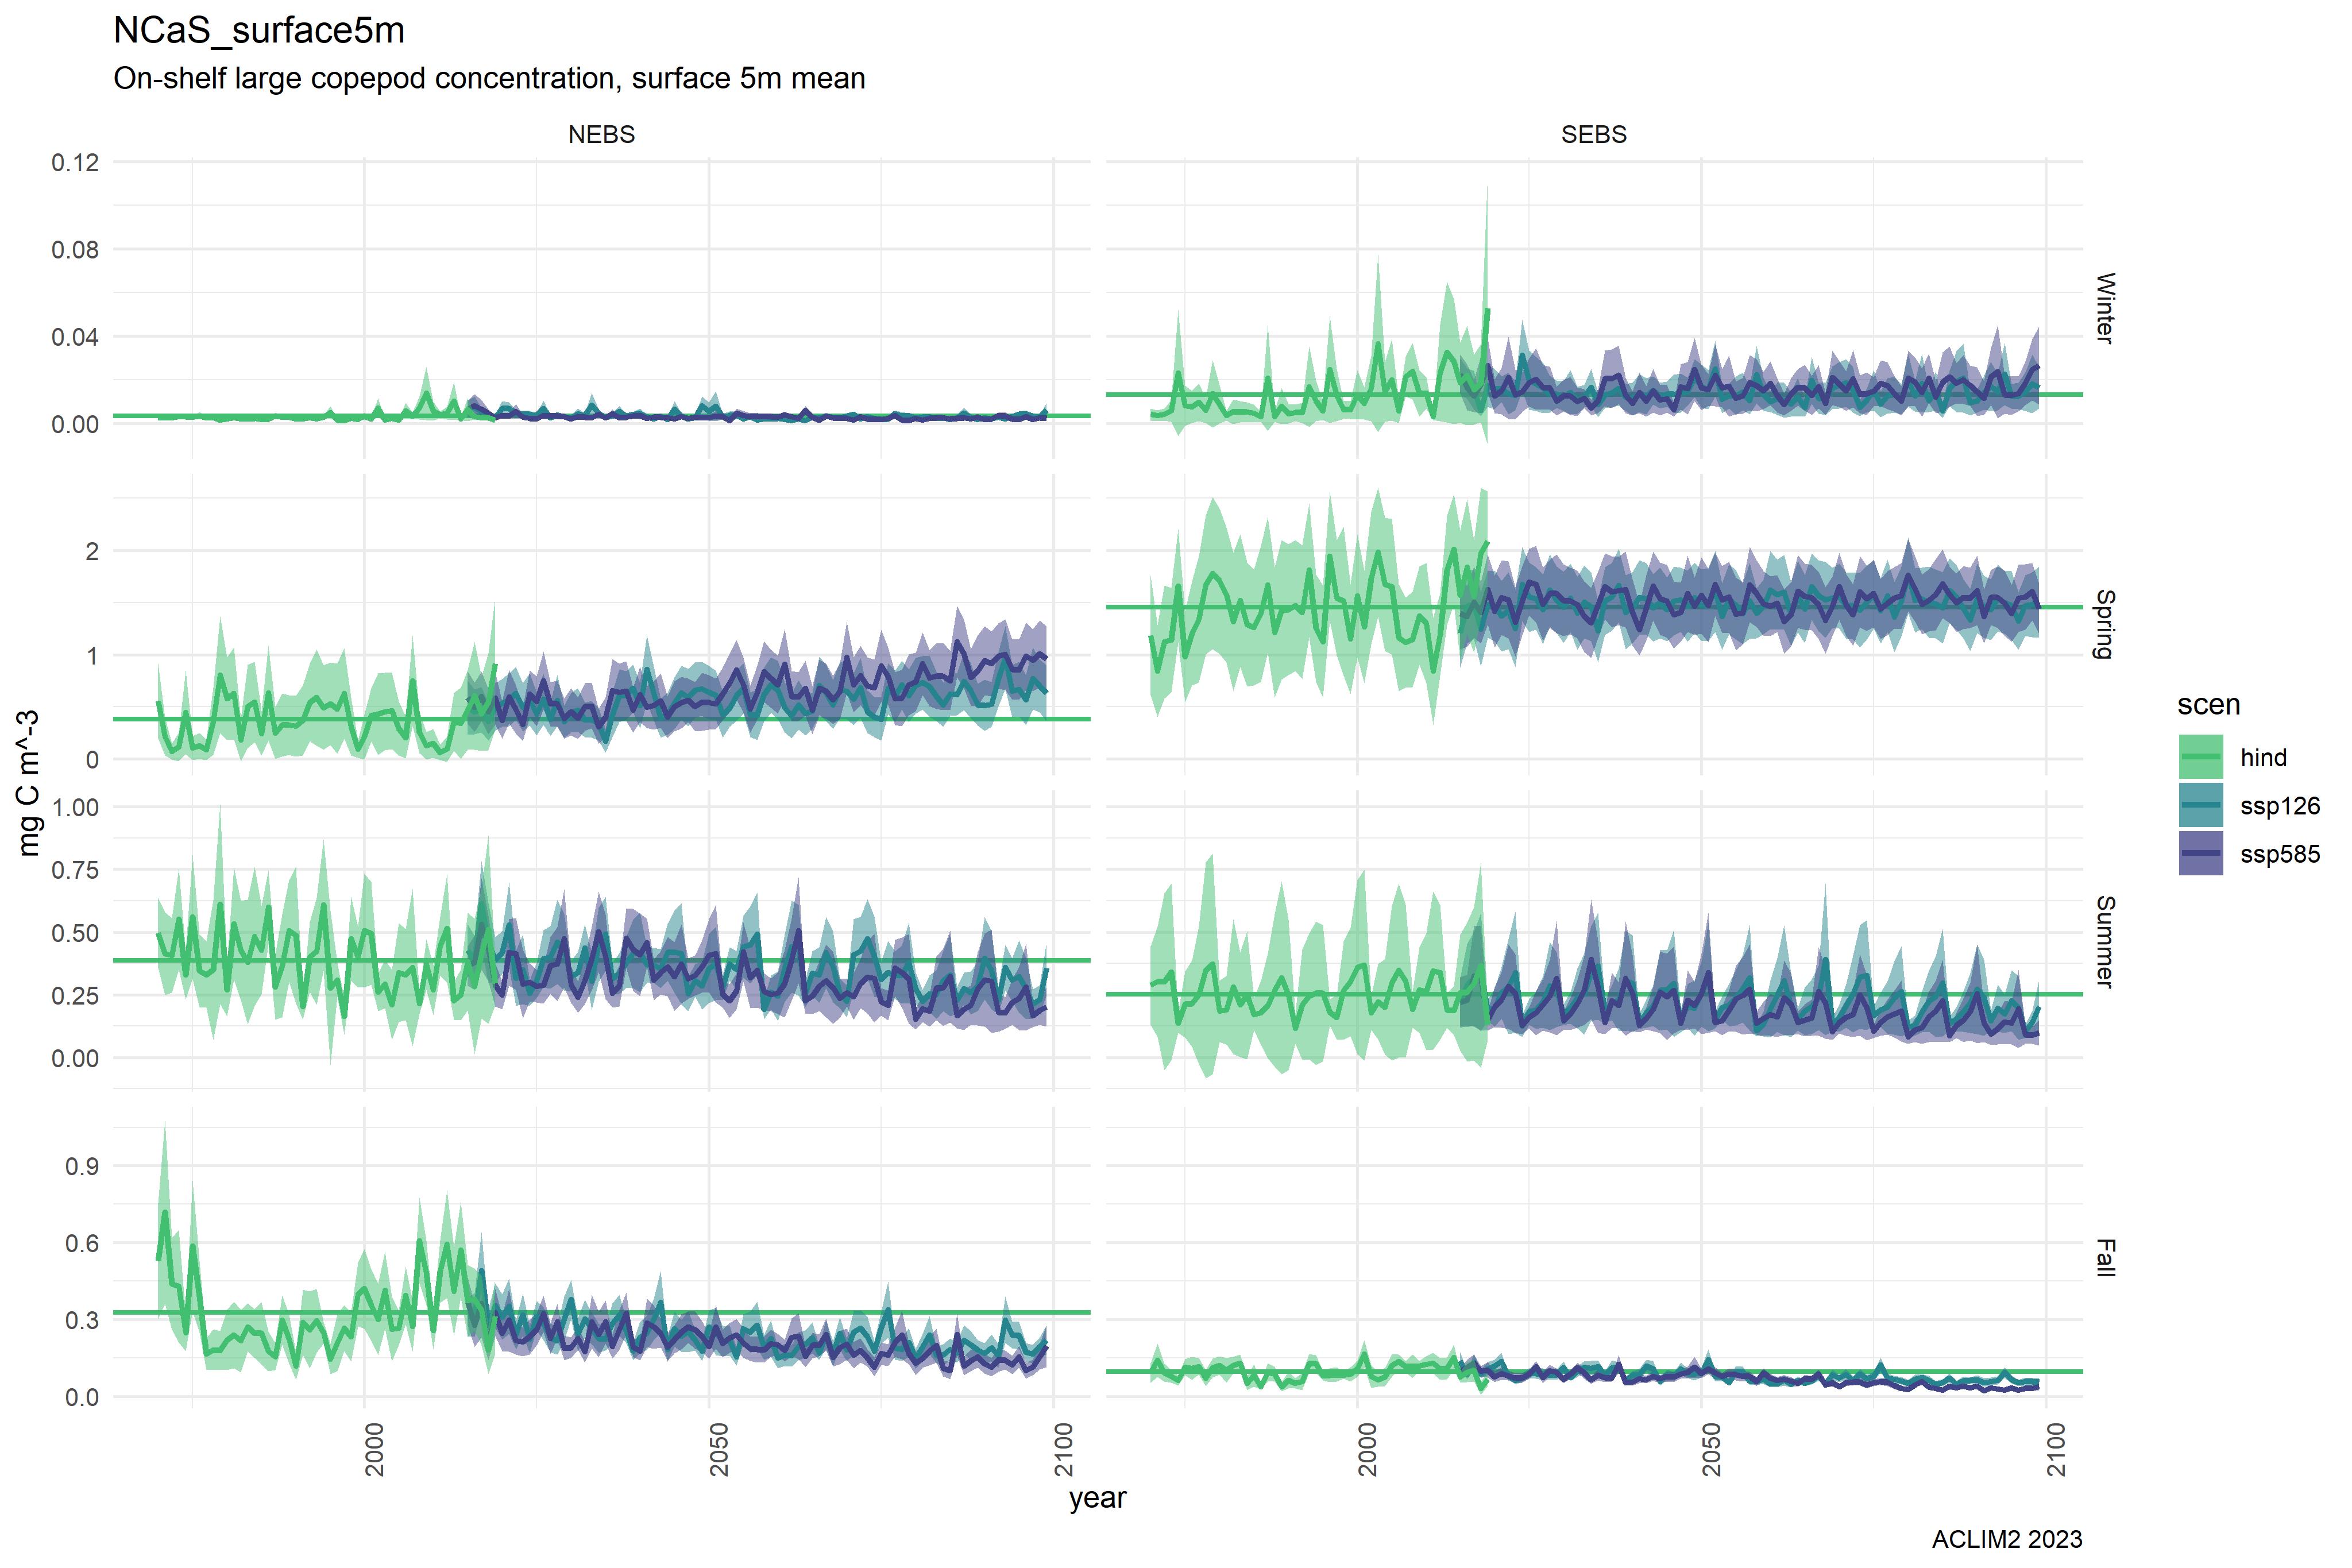 NCaS_surface5m
On-shelf large copepod concentration, surface 5m mean
NEBS
SEBS
0.12
0.08
0.04
0.00
Winter
2
1
0
Spring
1.00
0.75
0.50
0.25
0.00
Summer
0.9
0.6
0.3
0.0
Fall
mg C m^-3
2000
2050
2100
2000
2050
2100
year
scen
hind
ssp126
ssp585
ACLIM2 2023